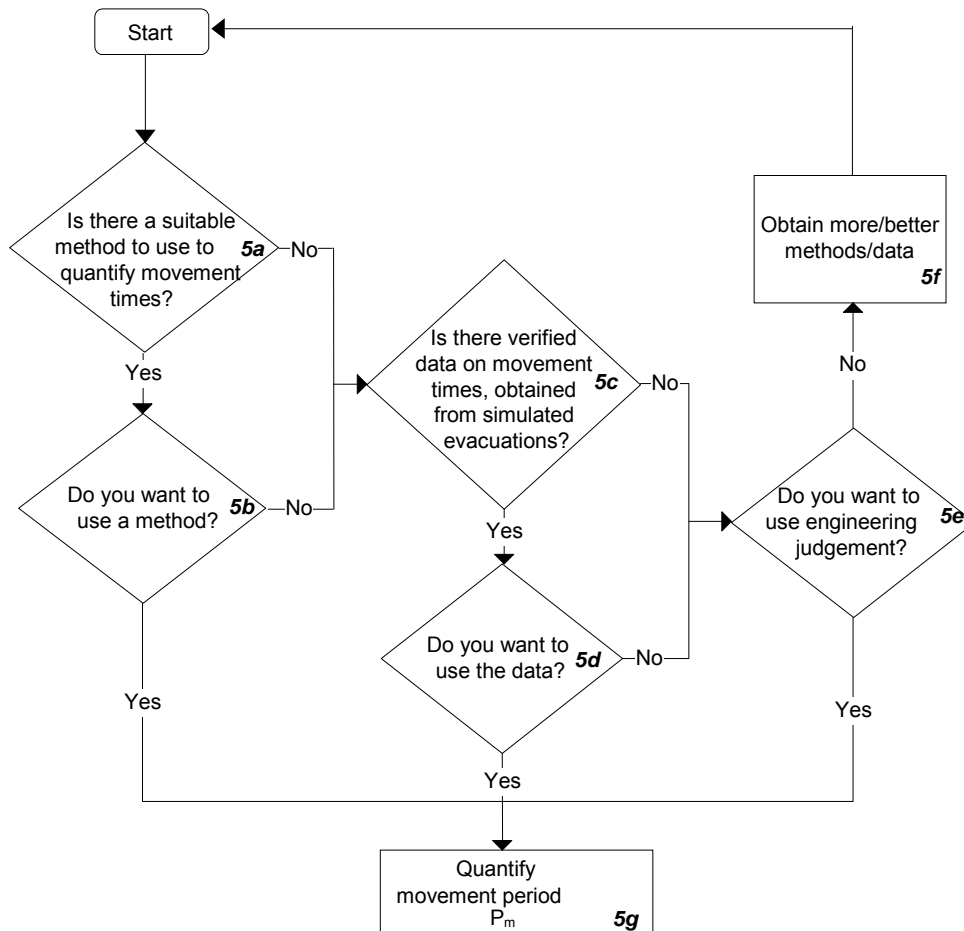 Start
Is there a suitable
method to use to
quantify movement
times?
5a
No
Yes
Do you want to
use a method?
5b
No
Yes
Is there verified
data on movement
times, obtained
from simulated
evacuations?
5c
No
Yes
Do you want to
use the data?
5d
No
Yes
Obtain more/better
methods/data
5f
No
Do you want to
use engineering
judgement?
5e
Yes
Quantify
movement period
Pm
5g